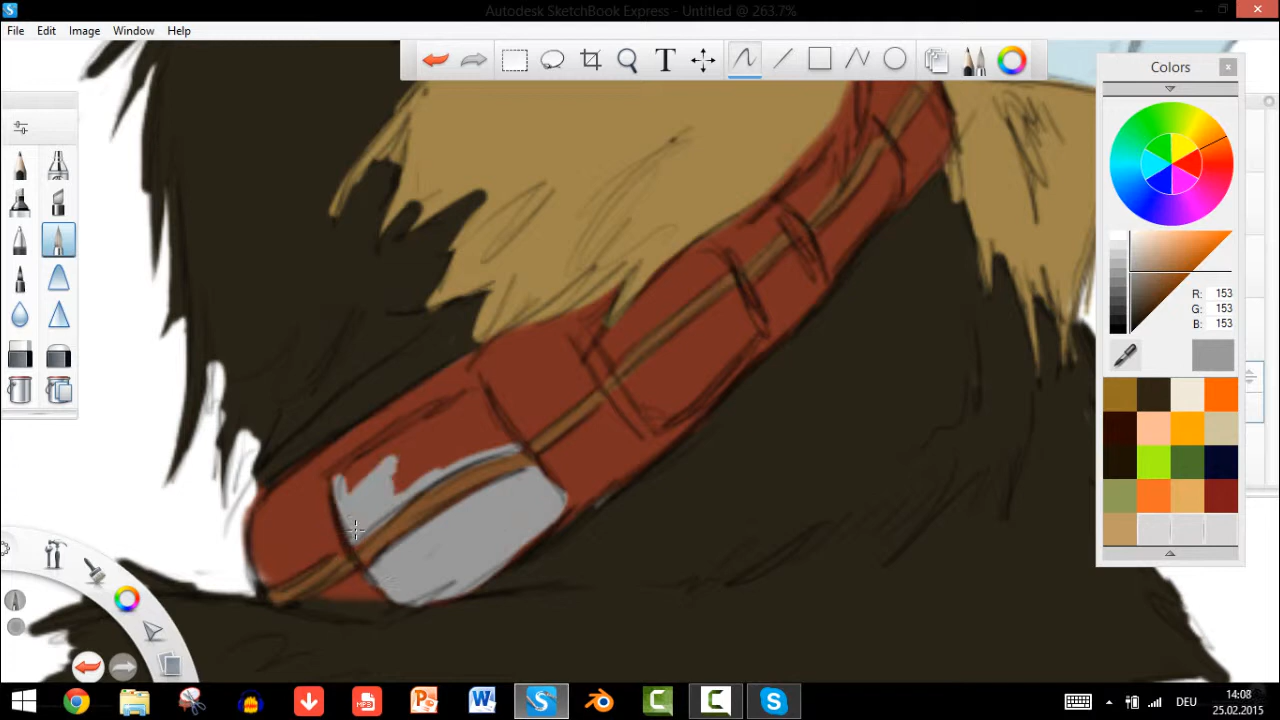 Autodesk SketchBook Express - Untitled @ 263.7%
File Edit Image Window Help
T
Colors
R: 153
G: 153
B: 153
MP3
DEU
14:08
25.02.2015